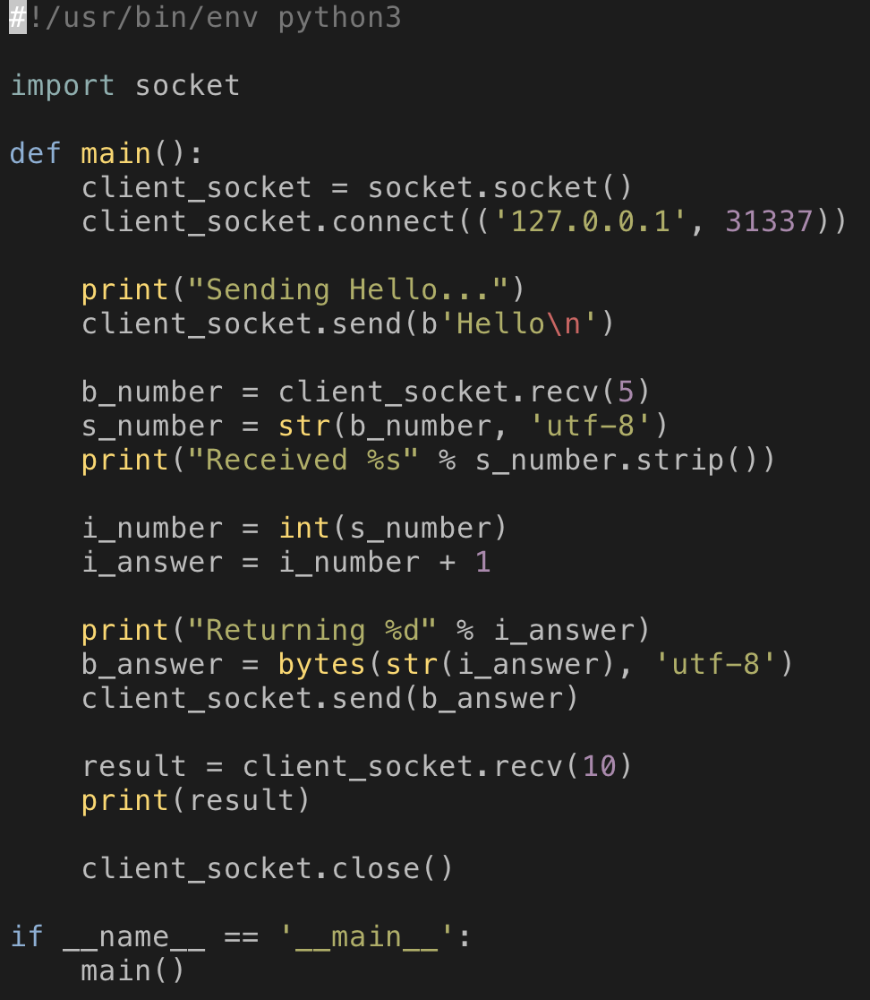 #!/usr/bin/env python3

import socket

def main():
    client_socket = socket.socket()
    client_socket.connect(('127.0.0.1', 31337))

    print("Sending Hello...")
    client_socket.send(b'Hello\n')

    b_number = client_socket.recv(5)
    s_number = str(b_number, 'utf-8')
    print("Received %s" % s_number.strip())

    i_number = int(s_number)
    i_answer = i_number + 1

    print("Returning %d" % i_answer)
    b_answer = bytes(str(i_answer), 'utf-8')
    client_socket.send(b_answer)

    result = client_socket.recv(10)
    print(result)

    client_socket.close()

if __name__ == '__main__':
    main()